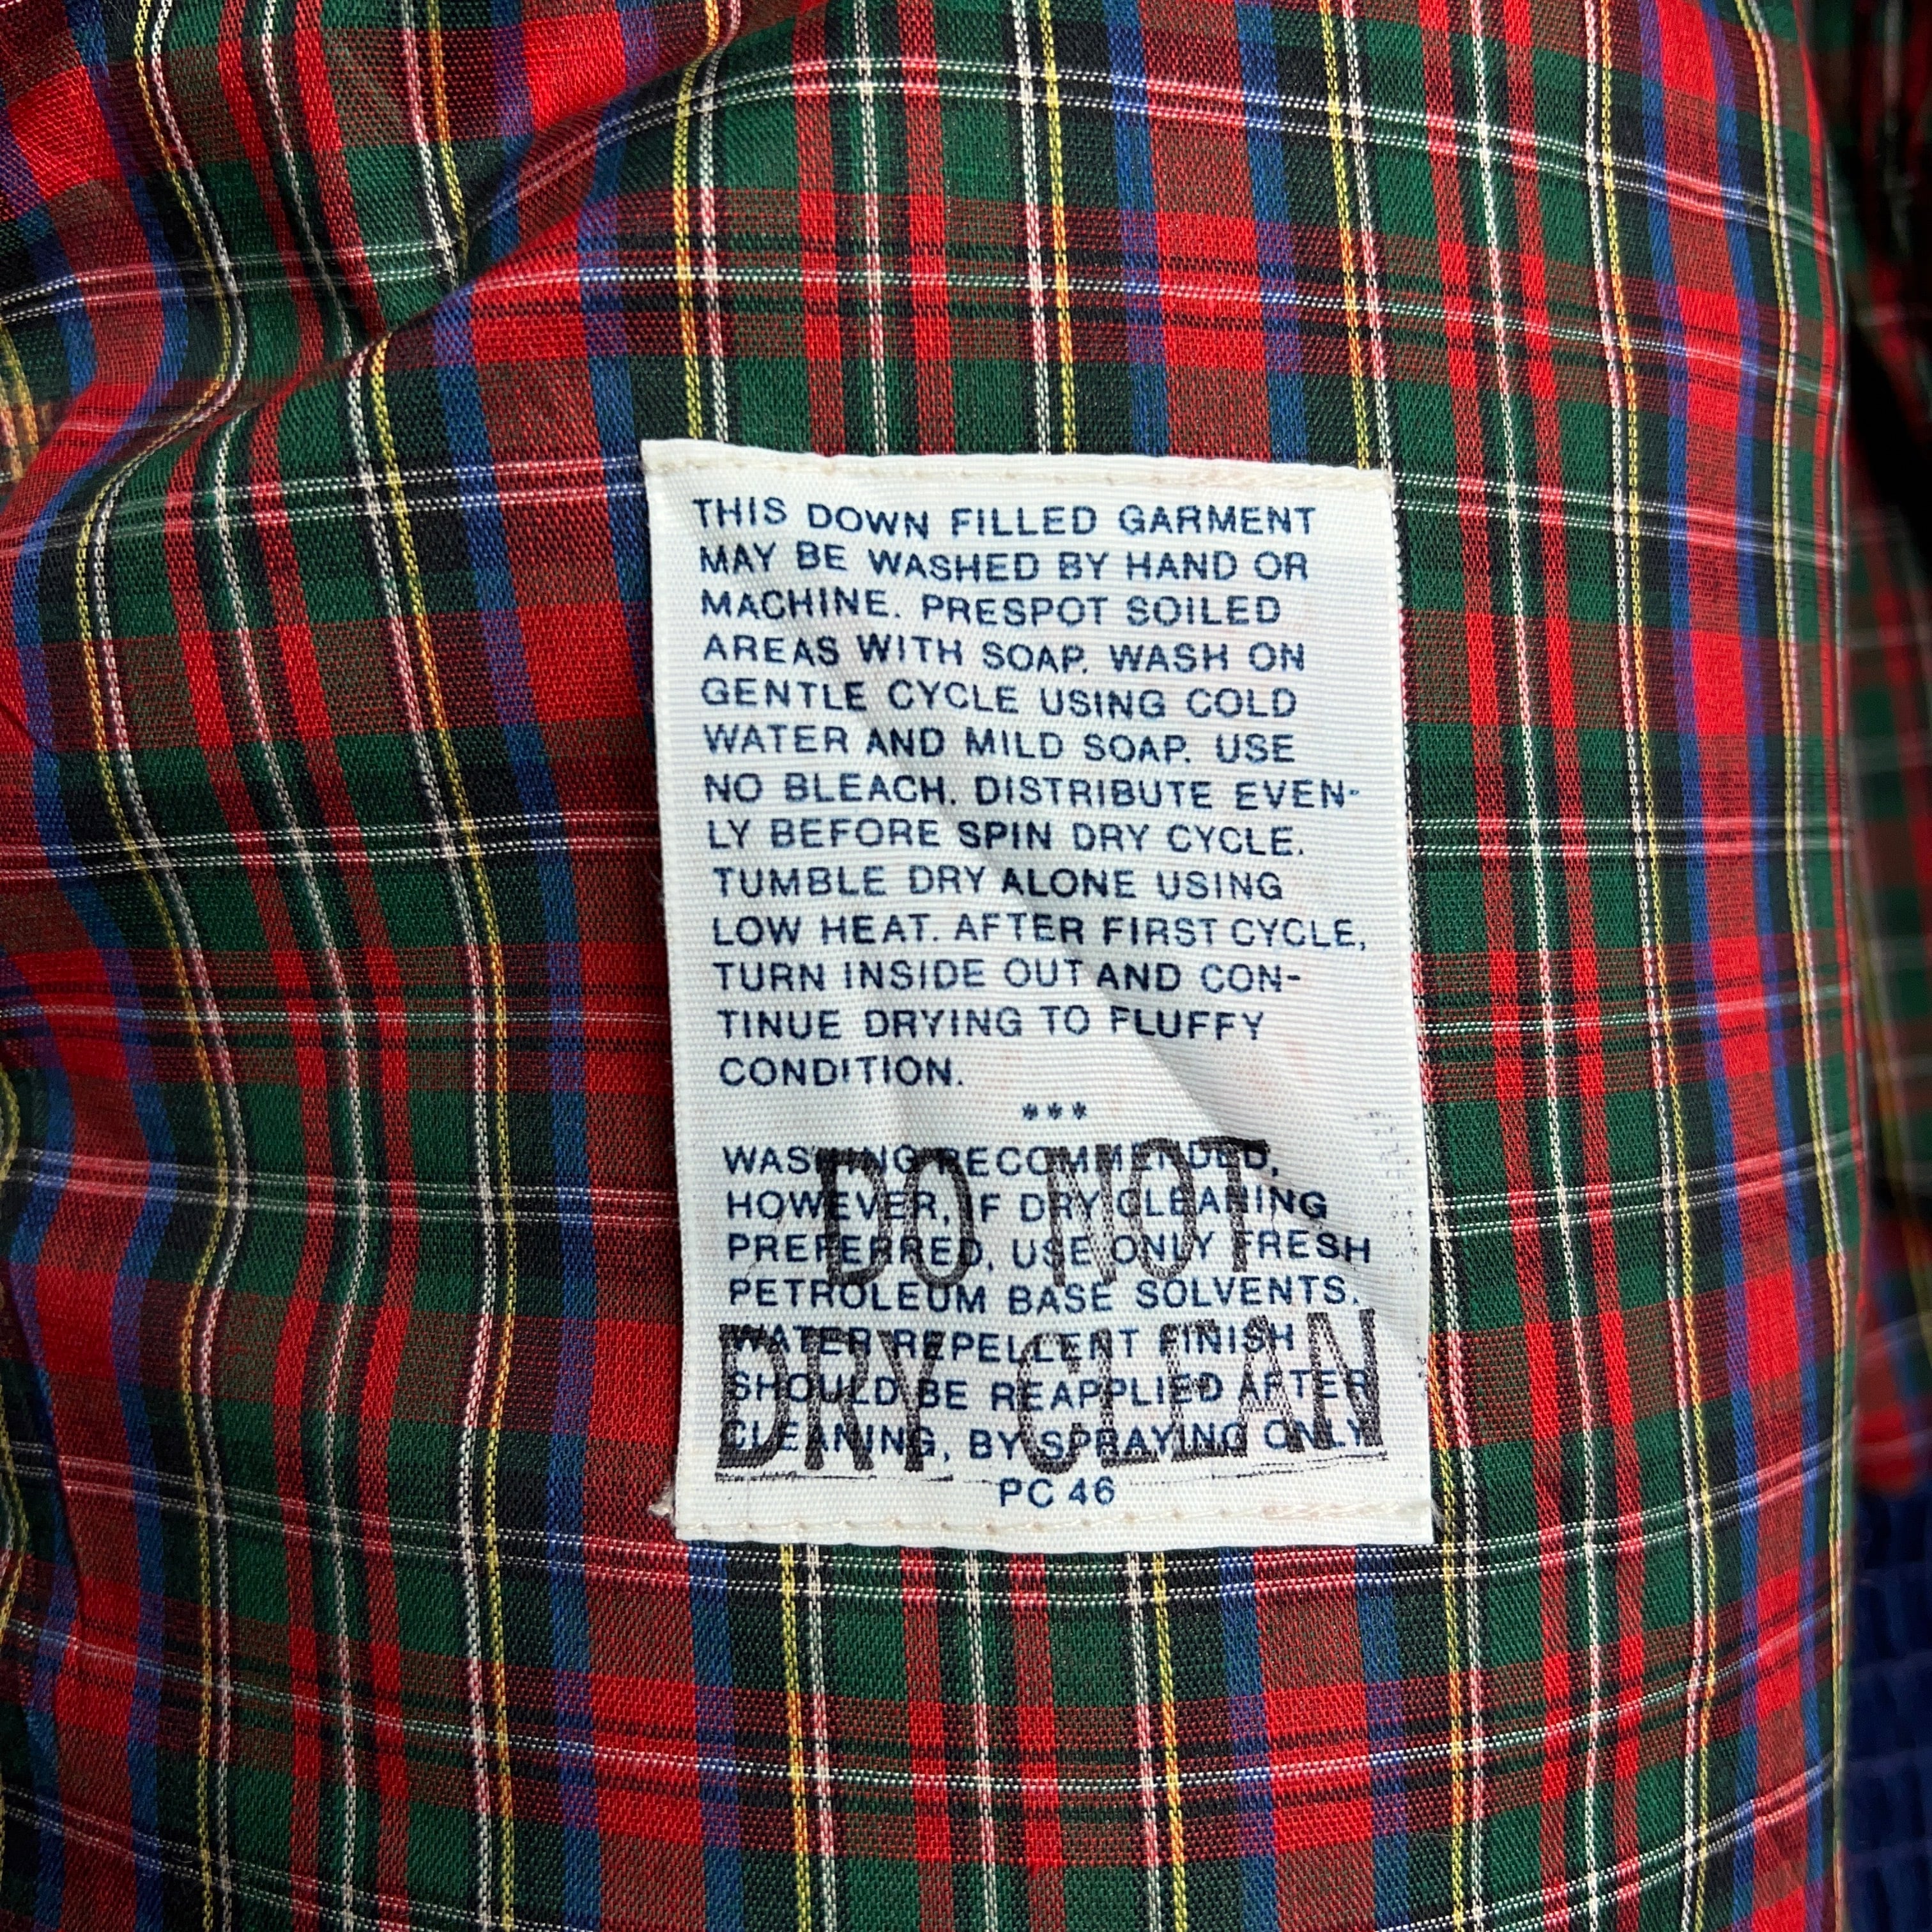 THIS DOWN FILLED GARMENT
MAY BE WASHED BY HAND OR
MACHINE. PRESPOT SOILED
AREAS WITH SOAP. WASH ON
GENTLE CYCLE USING COLD
WATER AND MILD SOAP. USE
NO BLEACH. DISTRIBUTE EVEN-
LY BEFORE SPIN DRY CYCLE.
TUMBLE DRY ALONE USING
LOW HEAT. AFTER FIRST CYCLE,
TURN INSIDE OUT AND CON-
TINUE DRYING TO FLUFFY
CONDITION.
***
WASHING RECOMMENDED,
HOWEVER, IF DRY CLEANING
PREFERRED, USE ONLY FRESH
PETROLEUM BASE SOLVENTS.
WATER REPELLENT FINISH
SHOULD BE REAPPLIED AFTER
CLEANING, BY SPRAYING ONLY
PC 46
DO NOT
DRY CLEAN